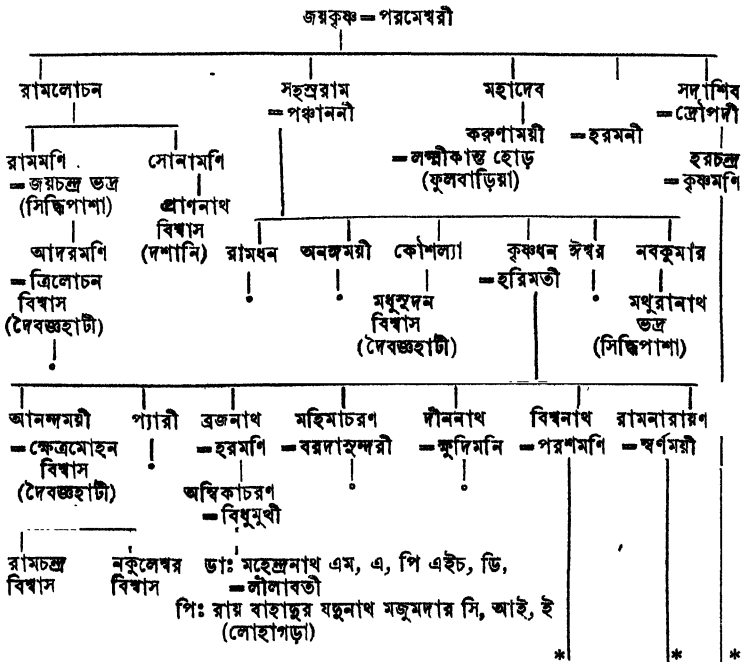 জয়কৃষ্ণ = পরমেশ্বরী
রামলোচন সহস্ররাম মহাদেব সদাশিব
= পঞ্চাননী = দ্রৌপদী
করুণাময়ী = হরমনী
রামমণি সোনামণি = লক্ষ্মীকান্ত হোড় হরচন্দ্র
= জয়চন্দ্র ভদ্র (ফুলবাড়িয়া) = কৃষ্ণমণি
(সিদ্ধিপাশা) প্রাণনাথ
বিশ্বাস
আদরমণি (দশানি) রামধন অনঙ্গময়ী কৌশল্যা কৃষ্ণধন ঈশ্বর নবকুমার
= ত্রিলোচন = হরিমতী
বিশ্বাস মধুসূদন মথুরানাথ
(দৈবজ্ঞহাটী) বিশ্বাস ভদ্র
(দৈবজ্ঞহাটী) (সিদ্ধিপাশা)
আনন্দময়ী প্যারী ব্রজনাথ মহিমাচরণ দীননাথ বিশ্বনাথ রামনারায়ণ
= ক্ষেত্রমোহন = হরমণি = বরদাসুন্দরী = ক্ষুদিমনি = পরশমণি = স্বর্ণময়ী
বিশ্বাস
(দৈবজ্ঞহাটী) অম্বিকাচরণ
= বিধুমুখী
রামচন্দ্র নকুলেশ্বর ডাঃ মহেন্দ্রনাথ এম, এ, পি এইচ, ডি,
বিশ্বাস বিশ্বাস = লীলাবতী
পিঃ রায় বাহাদুর যদুনাথ মজুমদার সি, আই, ই
(লোহাগড়া)
* * *